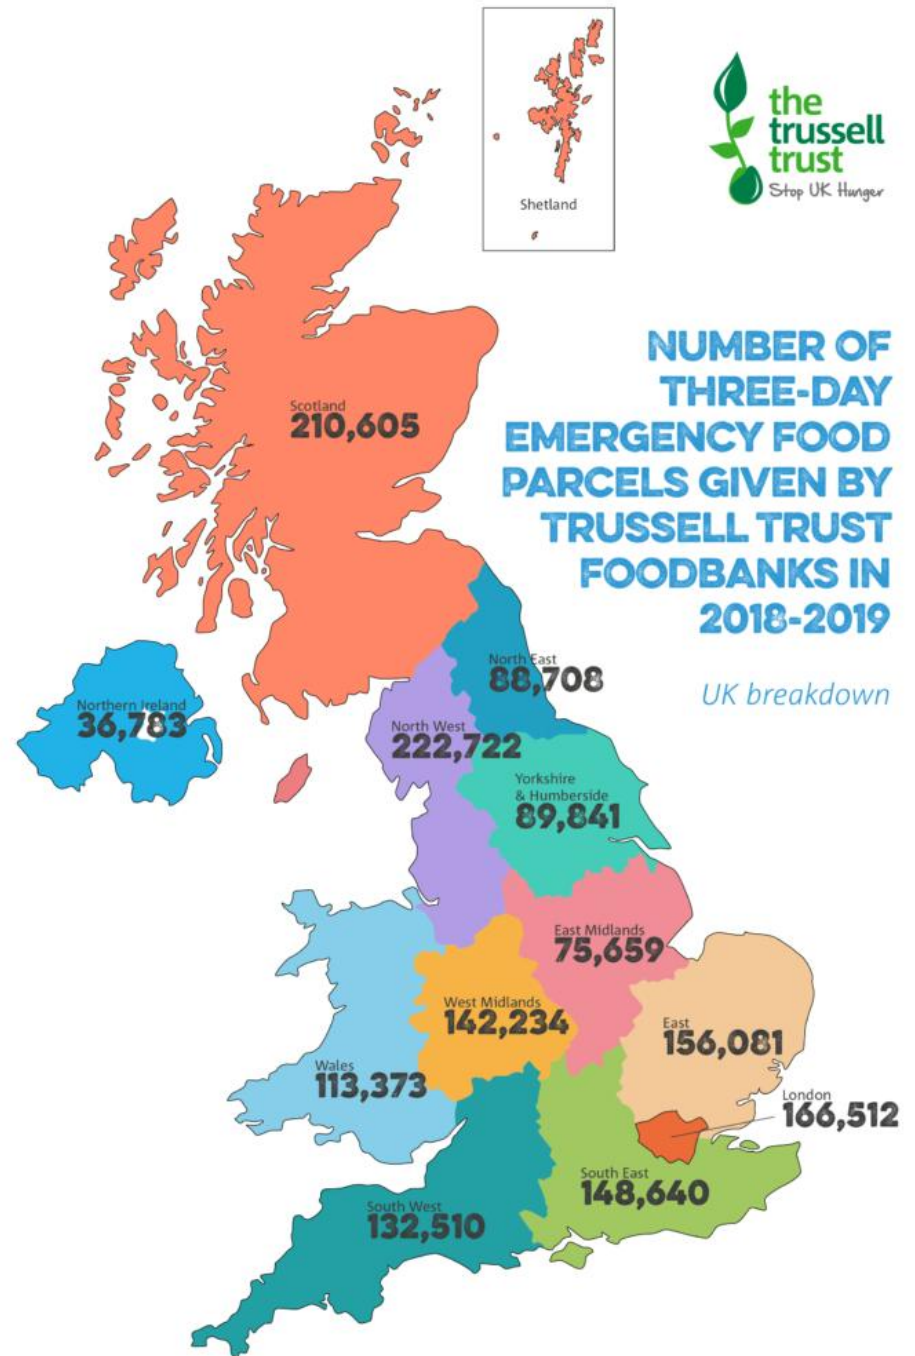 the
trussell
trust
Stop UK Hunger
Shetland
NUMBER OF
THREE-DAY
EMERGENCY FOOD
PARCELS GIVEN BY
TRUSSELL TRUST
FOODBANKS IN
2018-2019
UK breakdown
Scotland
210,605
North East
88,708
Northern Ireland
36,783
North West
222,722
Yorkshire
& Humberside
89,841
East Midlands
75,659
West Midlands
142,234
East
156,081
Wales
113,373
London
166,512
South East
148,640
South West
132,510